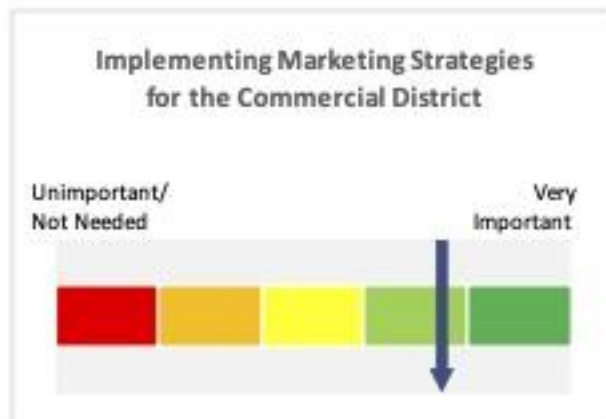 Implementing Marketing Strategies
for the Commercial District
Unimportant/
Not Needed
Very
Important